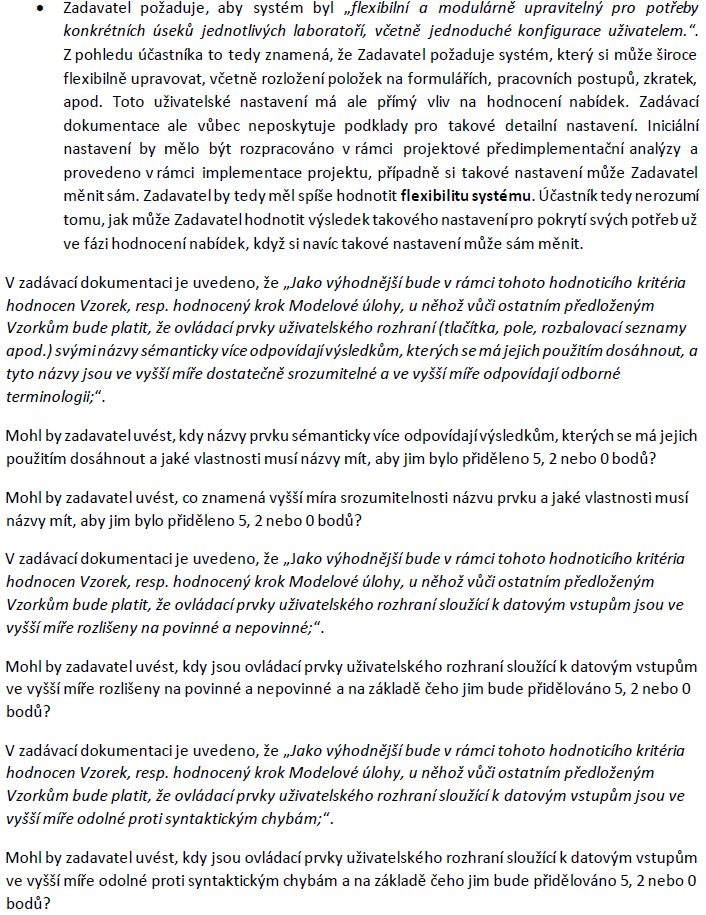 • Zadavatel požaduje, aby systém byl „flexibilní a modulárně upravitelný pro potřeby
konkrétních úseků jednotlivých laboratoří, včetně jednoduché konfigurace uživatelem.“.
Z pohledu účastníka to tedy znamená, že Zadavatel požaduje systém, který si může široce
flexibilně upravovat, včetně rozložení položek na formulářích, pracovních postupů, zkratek,
apod. Toto uživatelské nastavení má ale přímý vliv na hodnocení nabídek. Zadávací
dokumentace ale vůbec neposkytuje podklady pro takové detailní nastavení. Iniciální
nastavení by mělo být rozpracováno v rámci projektové předimplementační analýzy a
provedeno v rámci implementace projektu, případně si takové nastavení může Zadavatel
měnit sám. Zadavatel by tedy měl spíše hodnotit flexibilitu systému. Účastník tedy nerozumí
tomu, jak může Zadavatel hodnotit výsledek takového nastavení pro pokrytí svých potřeb už
ve fázi hodnocení nabídek, když si navíc takové nastavení může sám měnit.
V zadávací dokumentaci je uvedeno, že „Jako výhodnější bude v rámci tohoto hodnoticího kritéria
hodnocen Vzorek, resp. hodnocený krok Modelové úlohy, u něhož vůči ostatním předloženým
Vzorkům bude platit, že ovládací prvky uživatelského rozhraní (tlačítka, pole, rozbalovací seznamy
apod.) svými názvy sémanticky více odpovídají výsledkům, kterých se má jejich použitím dosáhnout, a
tyto názvy jsou ve vyšší míře dostatečně srozumitelné a ve vyšší míře odpovídají odborné
terminologii;“.
Mohl by zadavatel uvést, kdy názvy prvku sémanticky více odpovídají výsledkům, kterých se má jejich
použitím dosáhnout a jaké vlastnosti musí názvy mít, aby jim bylo přiděleno 5, 2 nebo 0 bodů?
Mohl by zadavatel uvést, co znamená vyšší míra srozumitelnosti názvu prvku a jaké vlastnosti musí
názvy mít, aby jim bylo přiděleno 5, 2 nebo 0 bodů?
V zadávací dokumentaci je uvedeno, že „Jako výhodnější bude v rámci tohoto hodnoticího kritéria
hodnocen Vzorek, resp. hodnocený krok Modelové úlohy, u něhož vůči ostatním předloženým
Vzorkům bude platit, že ovládací prvky uživatelského rozhraní sloužící k datovým vstupům jsou ve
vyšší míře rozlišeny na povinné a nepovinné;“.
Mohl by zadavatel uvést, kdy jsou ovládací prvky uživatelského rozhraní sloužící k datovým vstupům
ve vyšší míře rozlišeny na povinné a nepovinné a na základě čeho jim bude přidělováno 5, 2 nebo 0
bodů?
V zadávací dokumentaci je uvedeno, že „Jako výhodnější bude v rámci tohoto hodnoticího kritéria
hodnocen Vzorek, resp. hodnocený krok Modelové úlohy, u něhož vůči ostatním předloženým
Vzorkům bude platit, že ovládací prvky uživatelského rozhraní sloužící k datovým vstupům jsou ve
vyšší míře odolné proti syntaktickým chybám;“.
Mohl by zadavatel uvést, kdy jsou ovládací prvky uživatelského rozhraní sloužící k datovým vstupům
ve vyšší míře odolné proti syntaktickým chybám a na základě čeho jim bude přidělováno 5, 2 nebo 0
bodů?